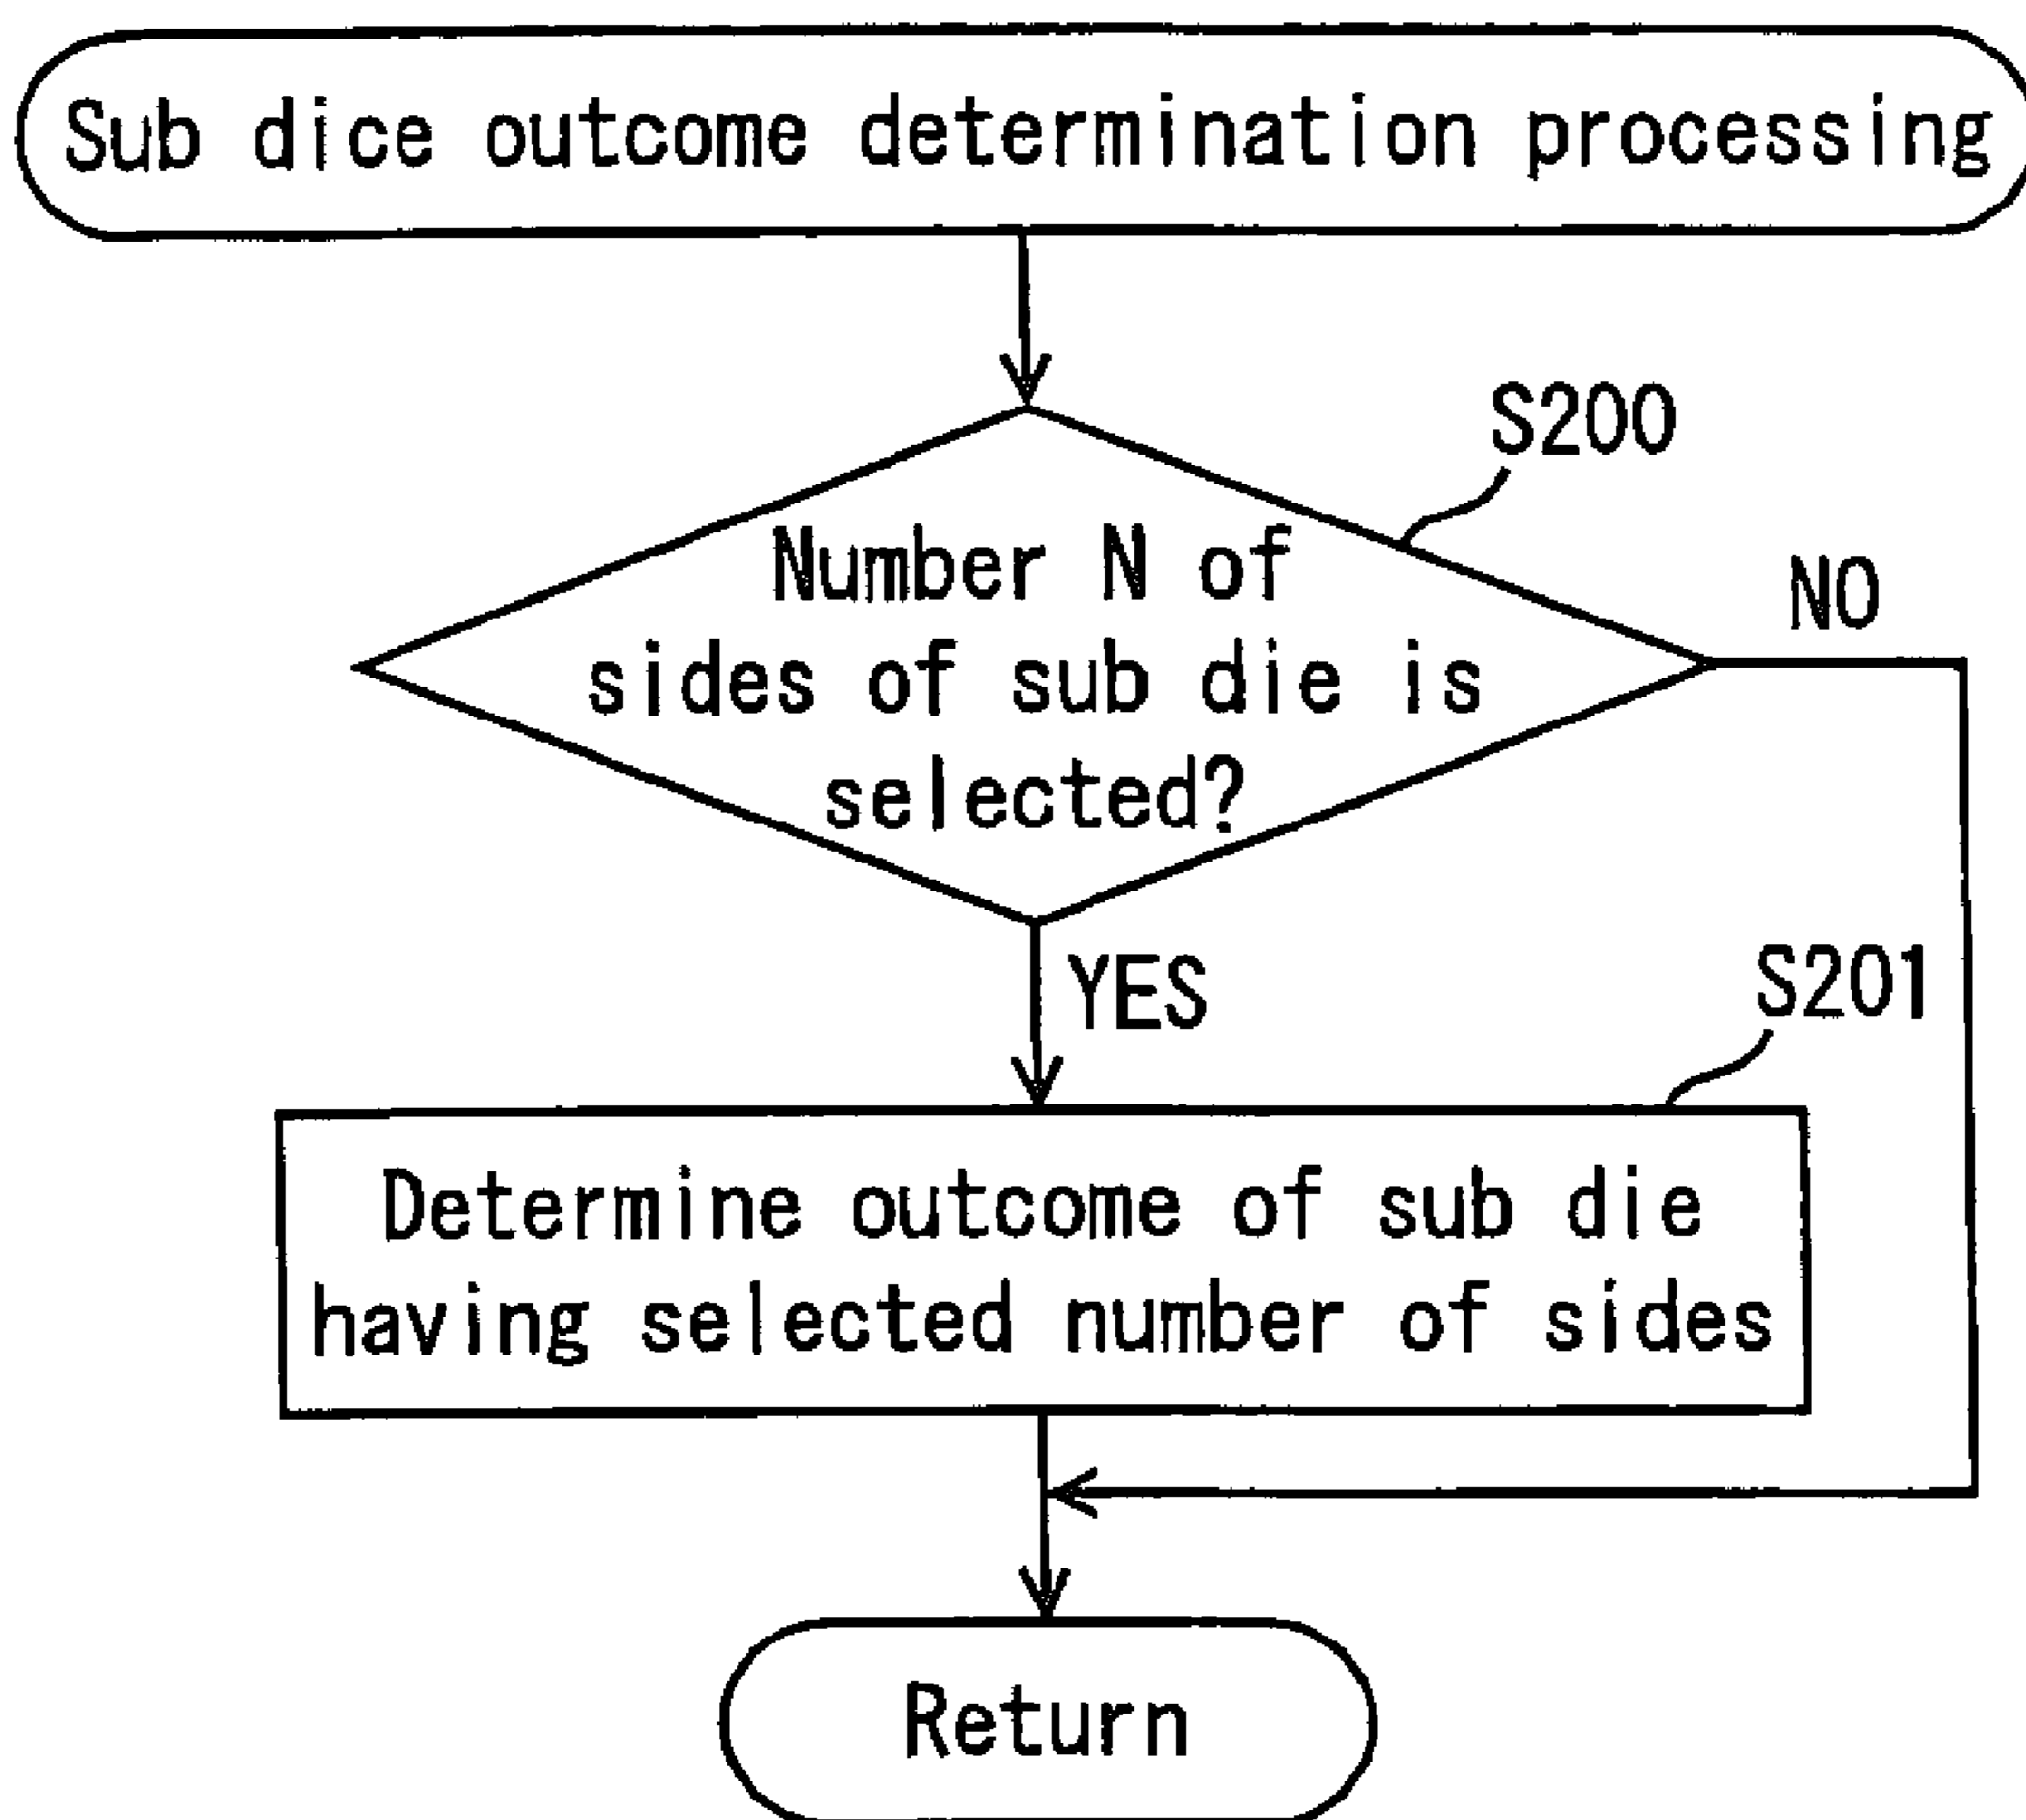 Sub dice outcome determination processing
S200
Number N of
sides of sub die is
selected?
NO
YES
S201
Determine outcome of sub die
having selected number of sides
Return